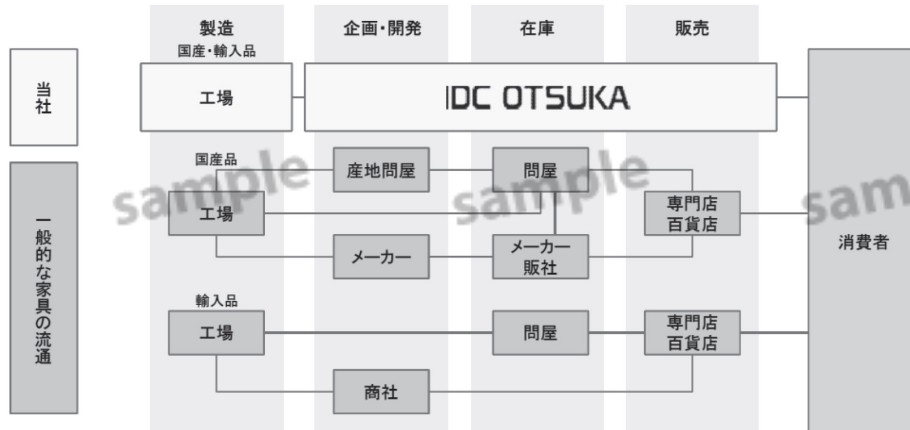 製造
企画・開発
在庫
販売
国産・輸入品
当社
工場
IDC OTSUKA
一般的な家具の流通
国産品
産地問屋
問屋
工場
専門店
百貨店
メーカー
メーカー
販社
消費者
輸入品
工場
問屋
専門店
百貨店
商社
sample
sample
sam